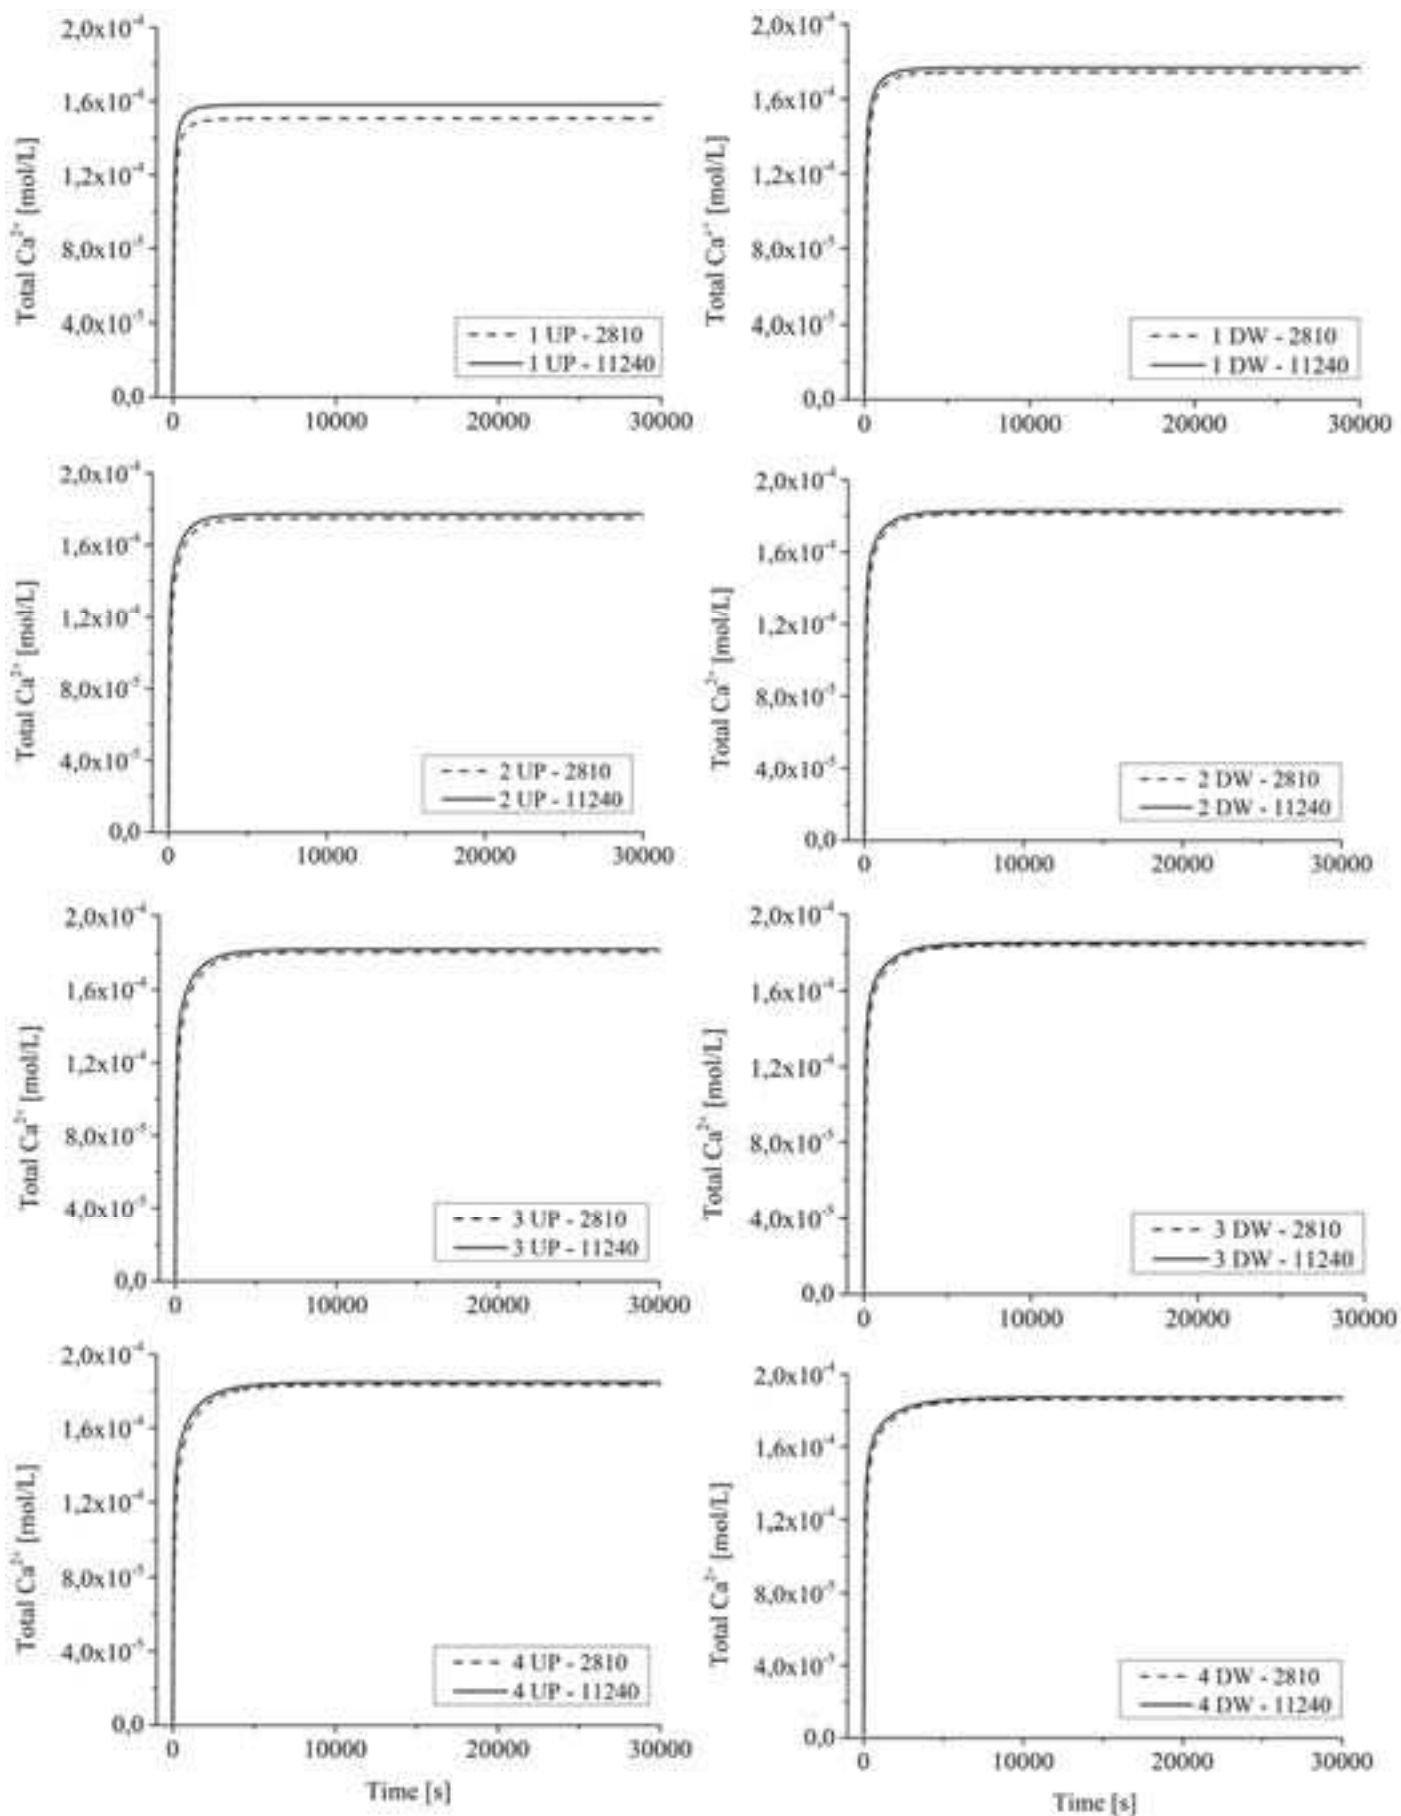 2,0x10⁻⁴
1,6x10⁻⁴
1,2x10⁻⁴
8,0x10⁻⁵
4,0x10⁻⁵
0,0
Total Ca²⁺ [mol/L]
1 UP - 2810
1 UP - 11240
0 10000 20000 30000
2,0x10⁻⁴
1,6x10⁻⁴
1,2x10⁻⁴
8,0x10⁻⁵
4,0x10⁻⁵
0,0
Total Ca⁺⁺ [mol/L]
1 DW - 2810
1 DW - 11240
0 10000 20000 30000
2,0x10⁻⁴
1,6x10⁻⁴
1,2x10⁻⁴
8,0x10⁻⁵
4,0x10⁻⁵
0,0
Total Ca²⁺ [mol/L]
2 UP - 2810
2 UP - 11240
0 10000 20000 30000
2,0x10⁻⁴
1,6x10⁻⁴
1,2x10⁻⁴
8,0x10⁻⁵
4,0x10⁻⁵
0,0
Total Ca²⁺ [mol/L]
2 DW - 2810
2 DW - 11240
0 10000 20000 30000
2,0x10⁻⁴
1,6x10⁻⁴
1,2x10⁻⁴
8,0x10⁻⁵
4,0x10⁻⁵
0,0
Total Ca²⁺ [mol/L]
3 UP - 2810
3 UP - 11240
0 10000 20000 30000
2,0x10⁻⁴
1,6x10⁻⁴
1,2x10⁻⁴
8,0x10⁻⁵
4,0x10⁻⁵
0,0
Total Ca²⁺ [mol/L]
3 DW - 2810
3 DW - 11240
0 10000 20000 30000
2,0x10⁻⁴
1,6x10⁻⁴
1,2x10⁻⁴
8,0x10⁻⁵
4,0x10⁻⁵
0,0
Total Ca²⁺ [mol/L]
4 UP - 2810
4 UP - 11240
0 10000 20000 30000
Time [s]
2,0x10⁻⁴
1,6x10⁻⁴
1,2x10⁻⁴
8,0x10⁻⁵
4,0x10⁻⁵
0,0
Total Ca²⁺ [mol/L]
4 DW - 2810
4 DW - 11240
0 10000 20000 30000
Time [s]